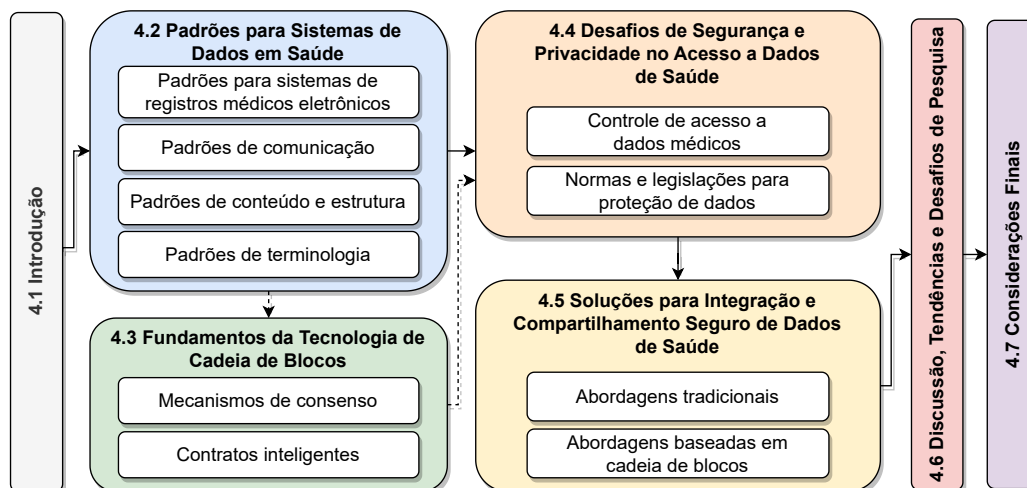 4.1 Introdução
4.2 Padrões para Sistemas de
Dados em Saúde
Padrões para sistemas de
registros médicos eletrônicos
Padrões de comunicação
Padrões de conteúdo e estrutura
Padrões de terminologia
4.3 Fundamentos da Tecnologia de
Cadeia de Blocos
Mecanismos de consenso
Contratos inteligentes
4.4 Desafios de Segurança e
Privacidade no Acesso a Dados
de Saúde
Controle de acesso a
dados médicos
Normas e legislações para
proteção de dados
4.5 Soluções para Integração e
Compartilhamento Seguro de Dados
de Saúde
Abordagens tradicionais
Abordagens baseadas em
cadeia de blocos
4.6 Discussão, Tendências e Desafios de Pesquisa
4.7 Considerações Finais